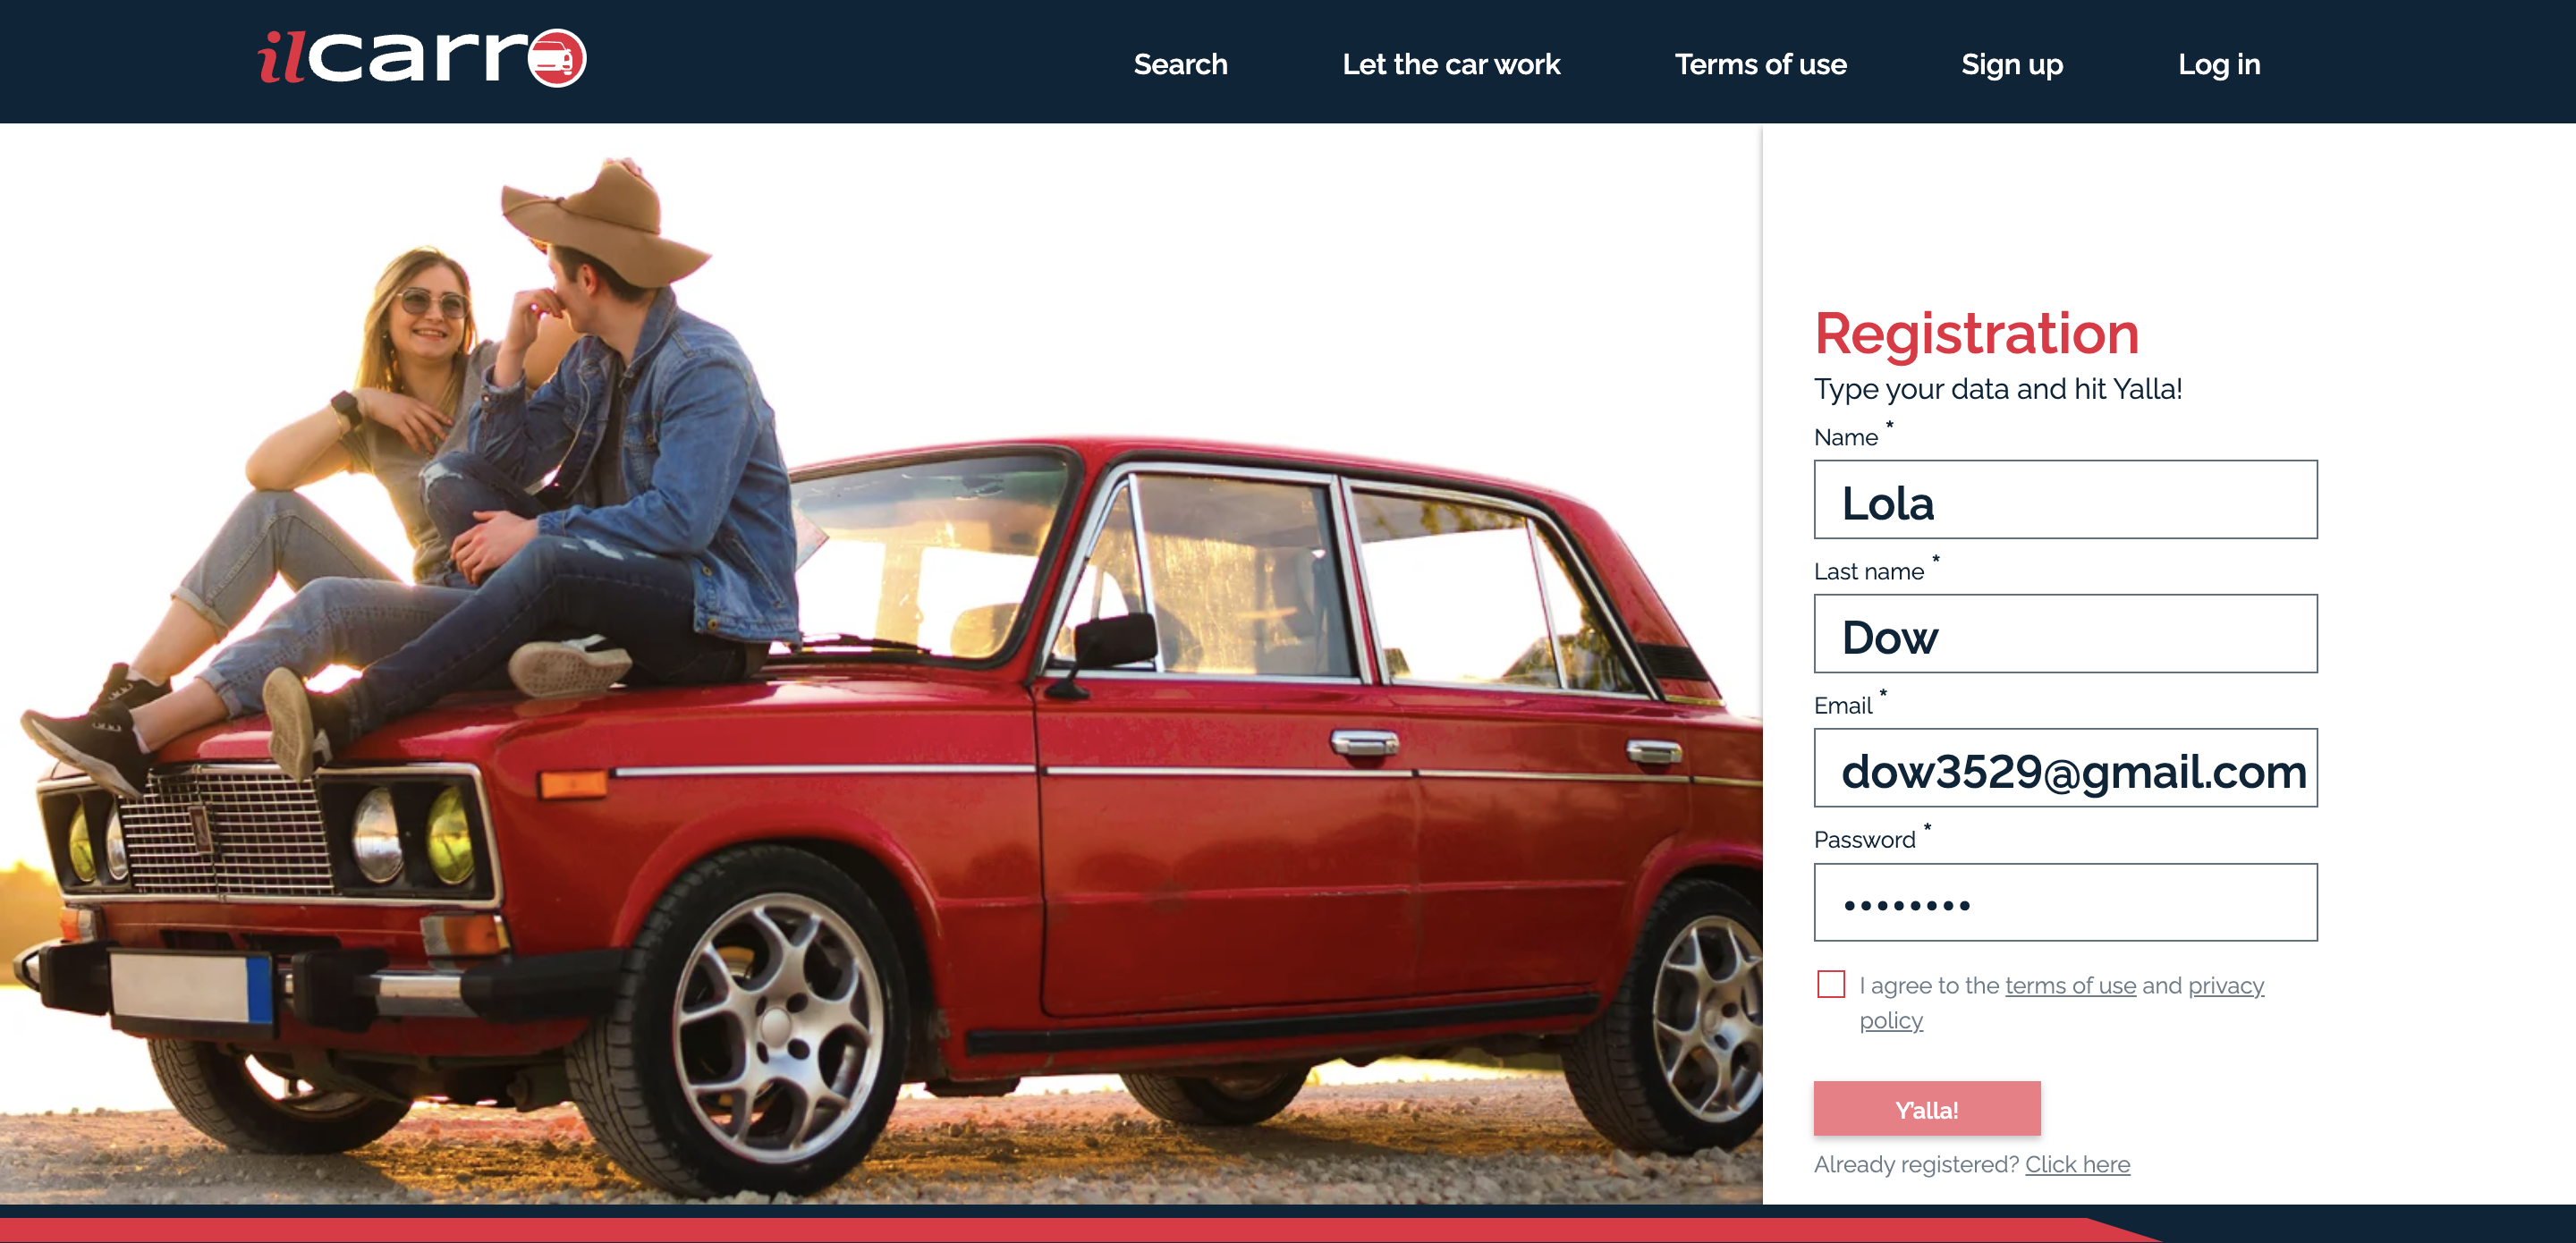 ilcarro
Search
Let the car work
Terms of use
Sign up
Log in
Registration
Type your data and hit Yalla!
Name *
Lola
Last name *
Dow
Email *
dow3529@gmail.com
Password *
••••••••
I agree to the terms of use and privacy
policy
Y'alla!
Already registered? Click here